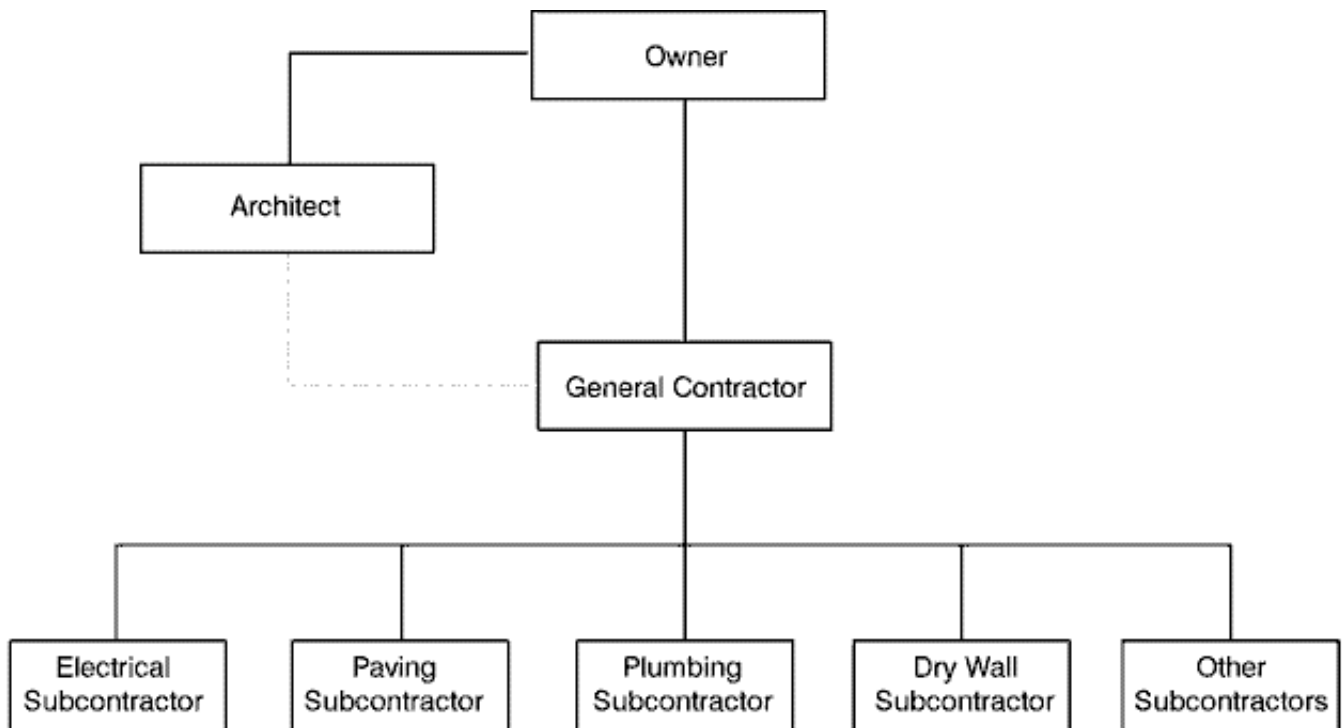 Owner
Architect
General Contractor
Electrical
Subcontractor
Paving
Subcontractor
Plumbing
Subcontractor
Dry Wall
Subcontractor
Other
Subcontractors